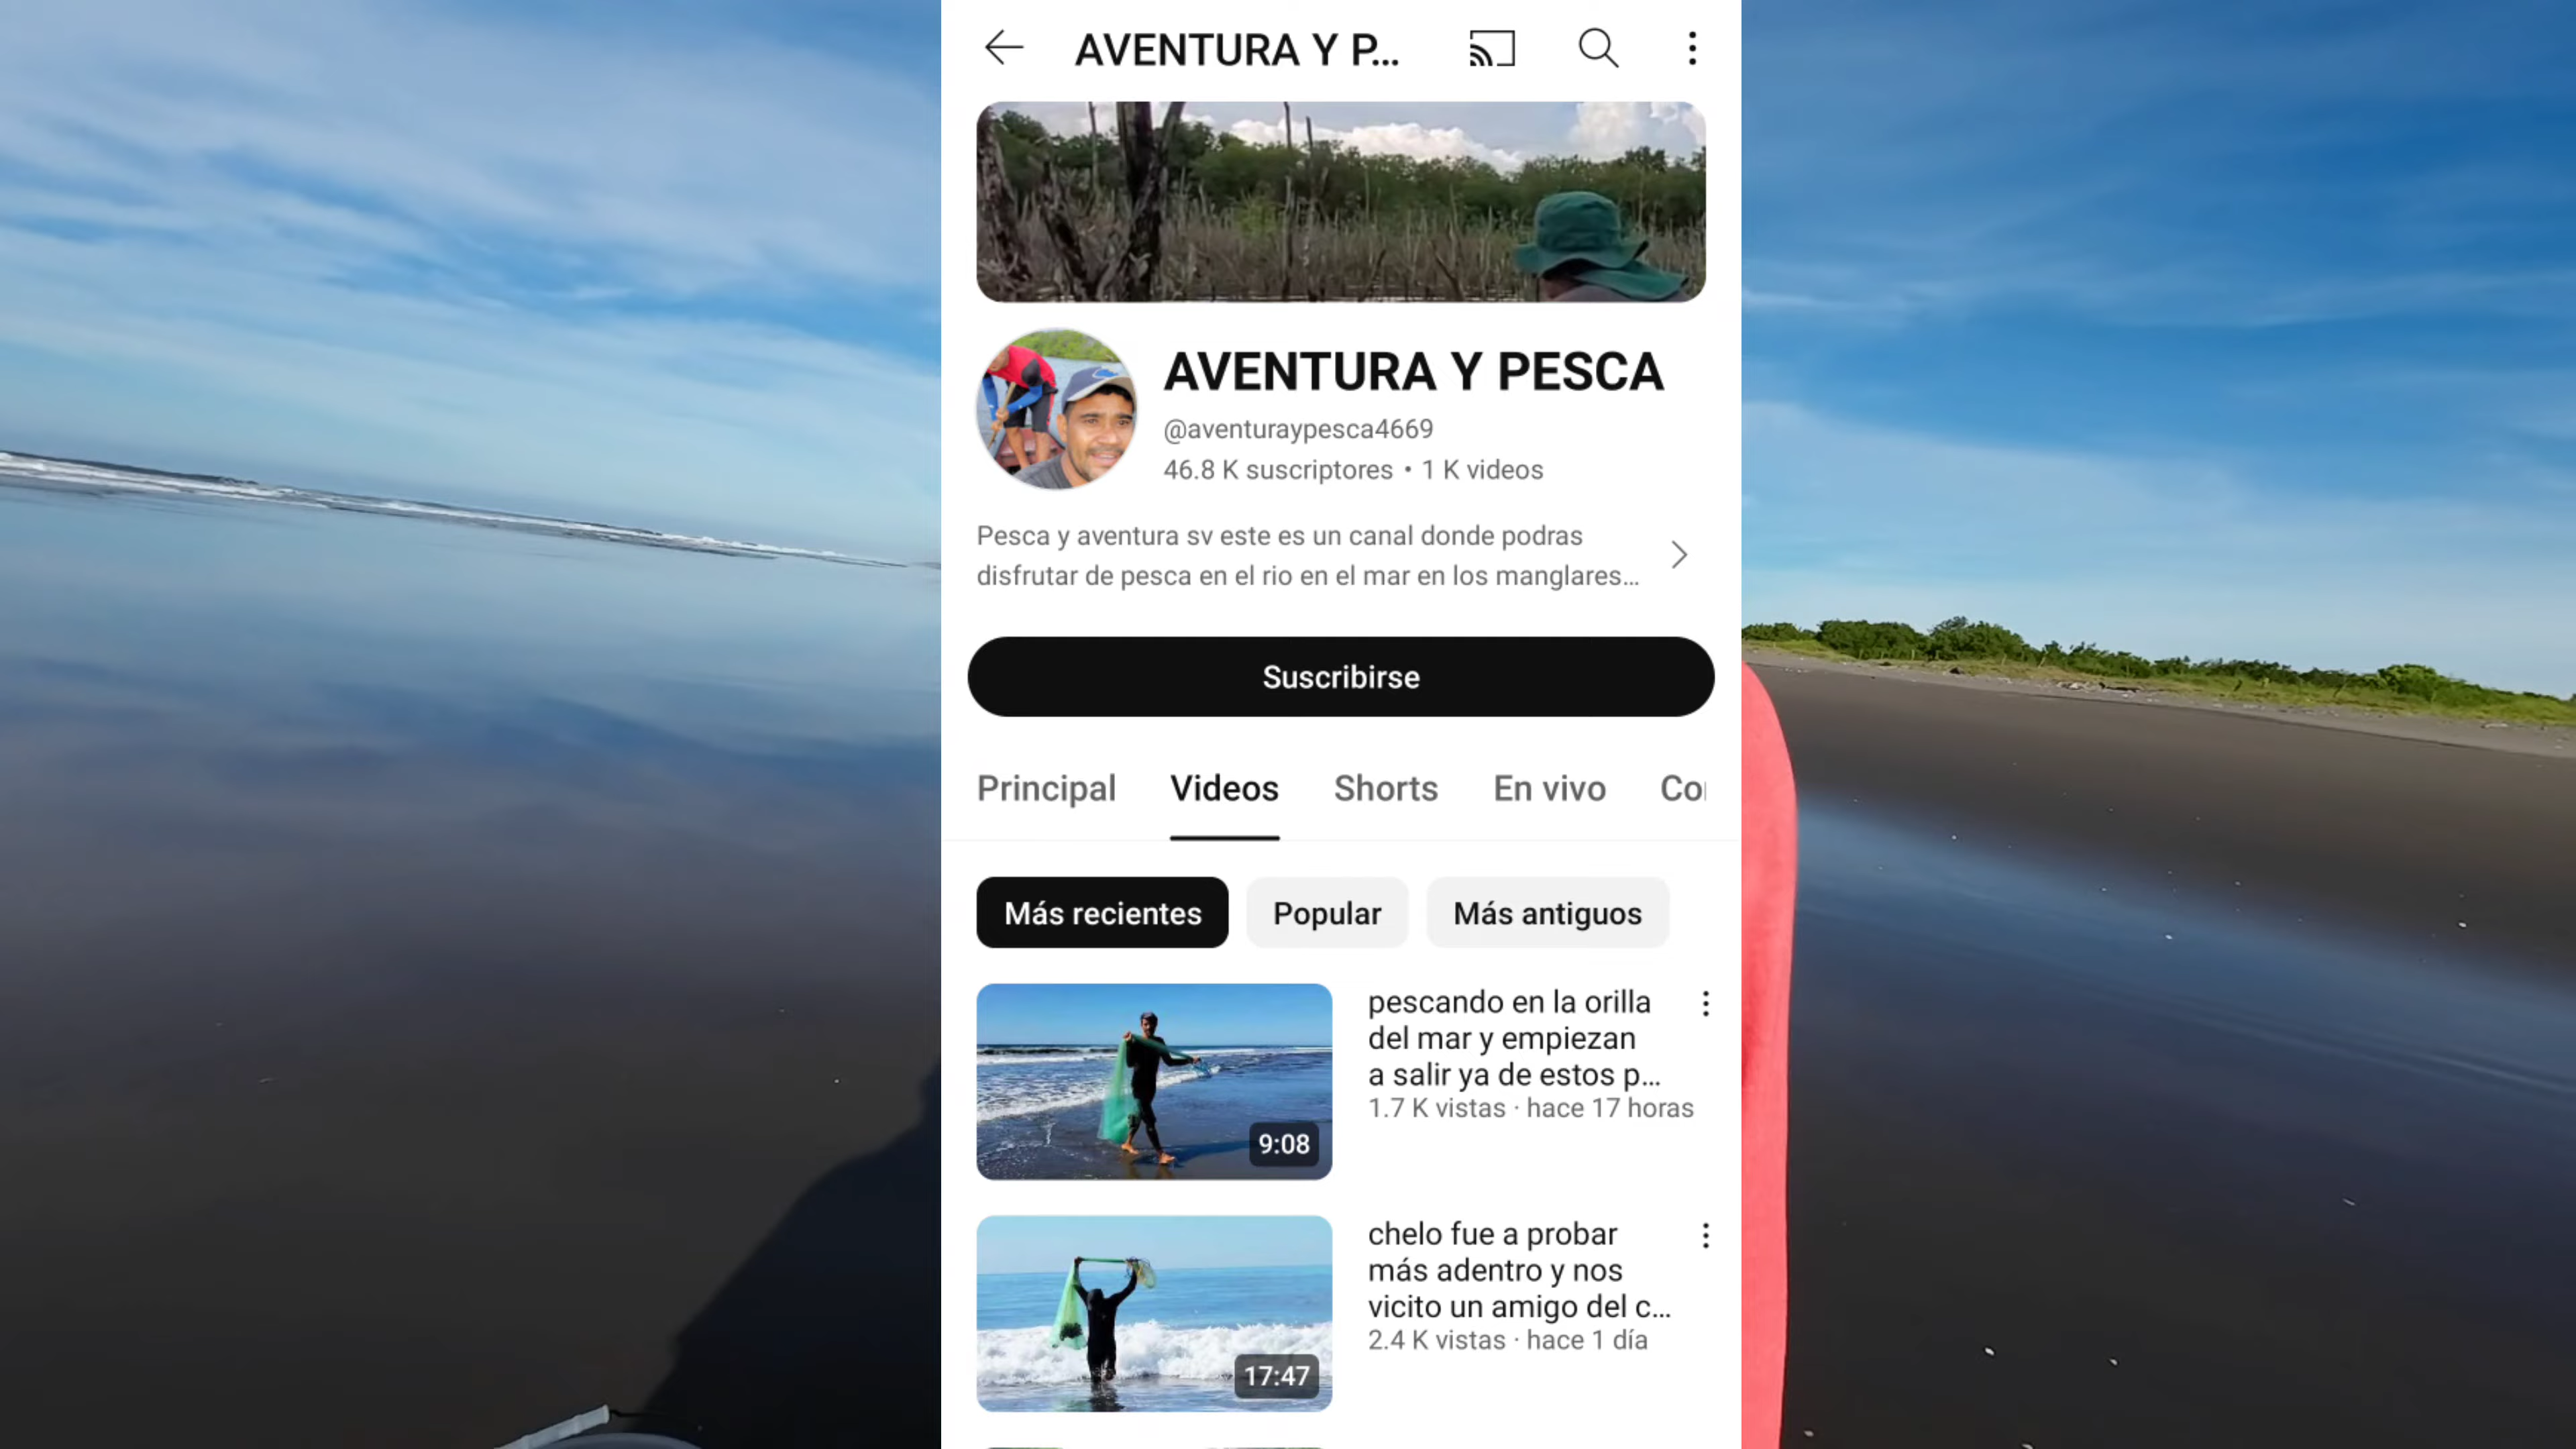 AVENTURA Y P...
AVENTURA Y PESCA
@aventuraypesca4669
46.8 K suscriptores • 1 K videos
Pesca y aventura sv este es un canal donde podras
disfrutar de pesca en el rio en el mar en los manglares...
Suscribirse
Principal Videos Shorts En vivo
Más recientes Popular Más antiguos
pescando en la orilla
del mar y empiezan
a salir ya de estos p...
1.7 K vistas · hace 17 horas
9:08
chelo fue a probar
más adentro y nos
vicito un amigo del c...
2.4 K vistas · hace 1 día
17:47